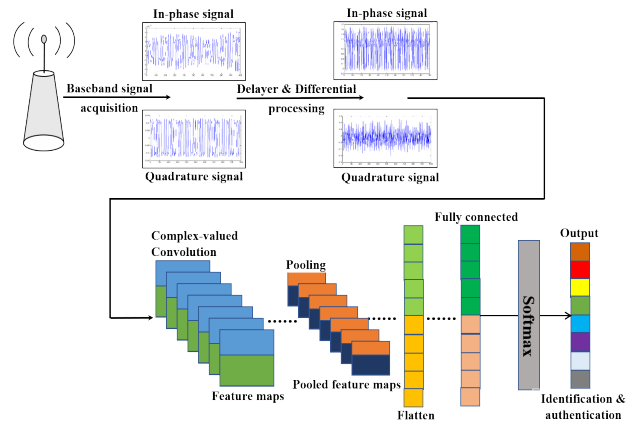 In-phase signal
In-phase signal
Baseband signal
acquisition
Delayer & Differential
processing
Quadrature signal
Quadrature signal
Complex-valued
Convolution
Pooling
Fully connected
Output
Softmax
Feature maps
Pooled feature maps
Flatten
Identification &
authentication